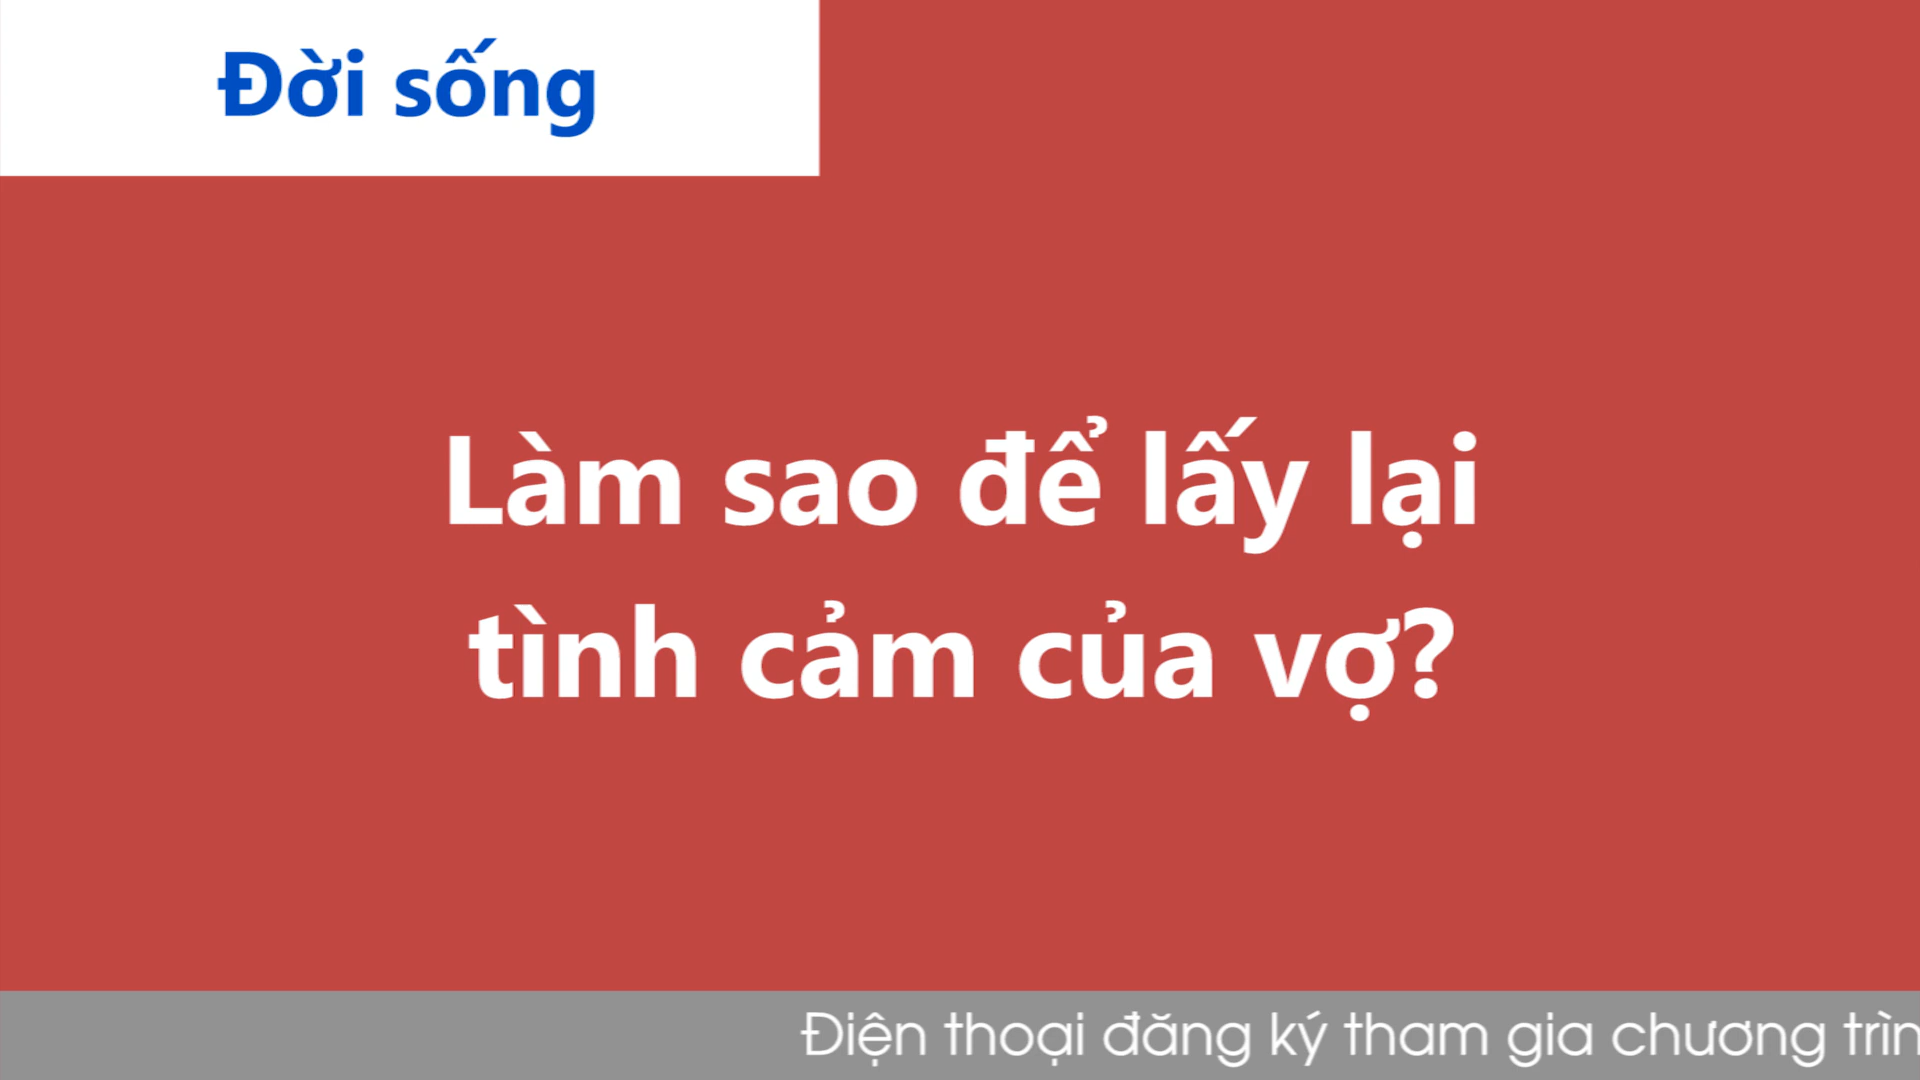 Đời sống
Làm sao để lấy lại
tình cảm của vợ?
Điện thoại đăng ký tham gia chương